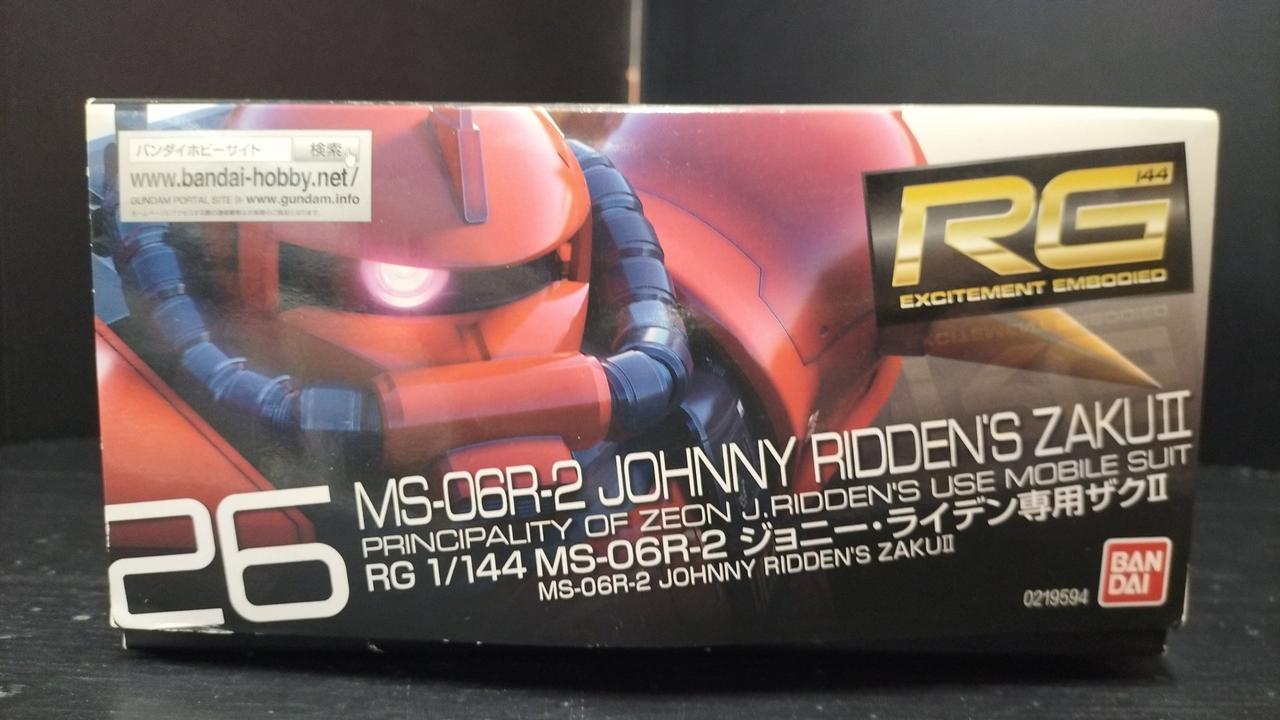 バンダイホビーサイト 検索
www.bandai-hobby.net/
GUNDAM PORTAL SITE www.gundam.info
RG 1/144
EXCITEMENT EMBODIED
26
MS-06R-2 JOHNNY RIDDEN'S ZAKUⅡ
PRINCIPALITY OF ZEON J.RIDDEN'S USE MOBILE SUIT
RG 1/144 MS-06R-2 ジョニー・ライデン専用ザクⅡ
MS-06R-2 JOHNNY RIDDEN'S ZAKUⅡ
0219594
BAN
DAI